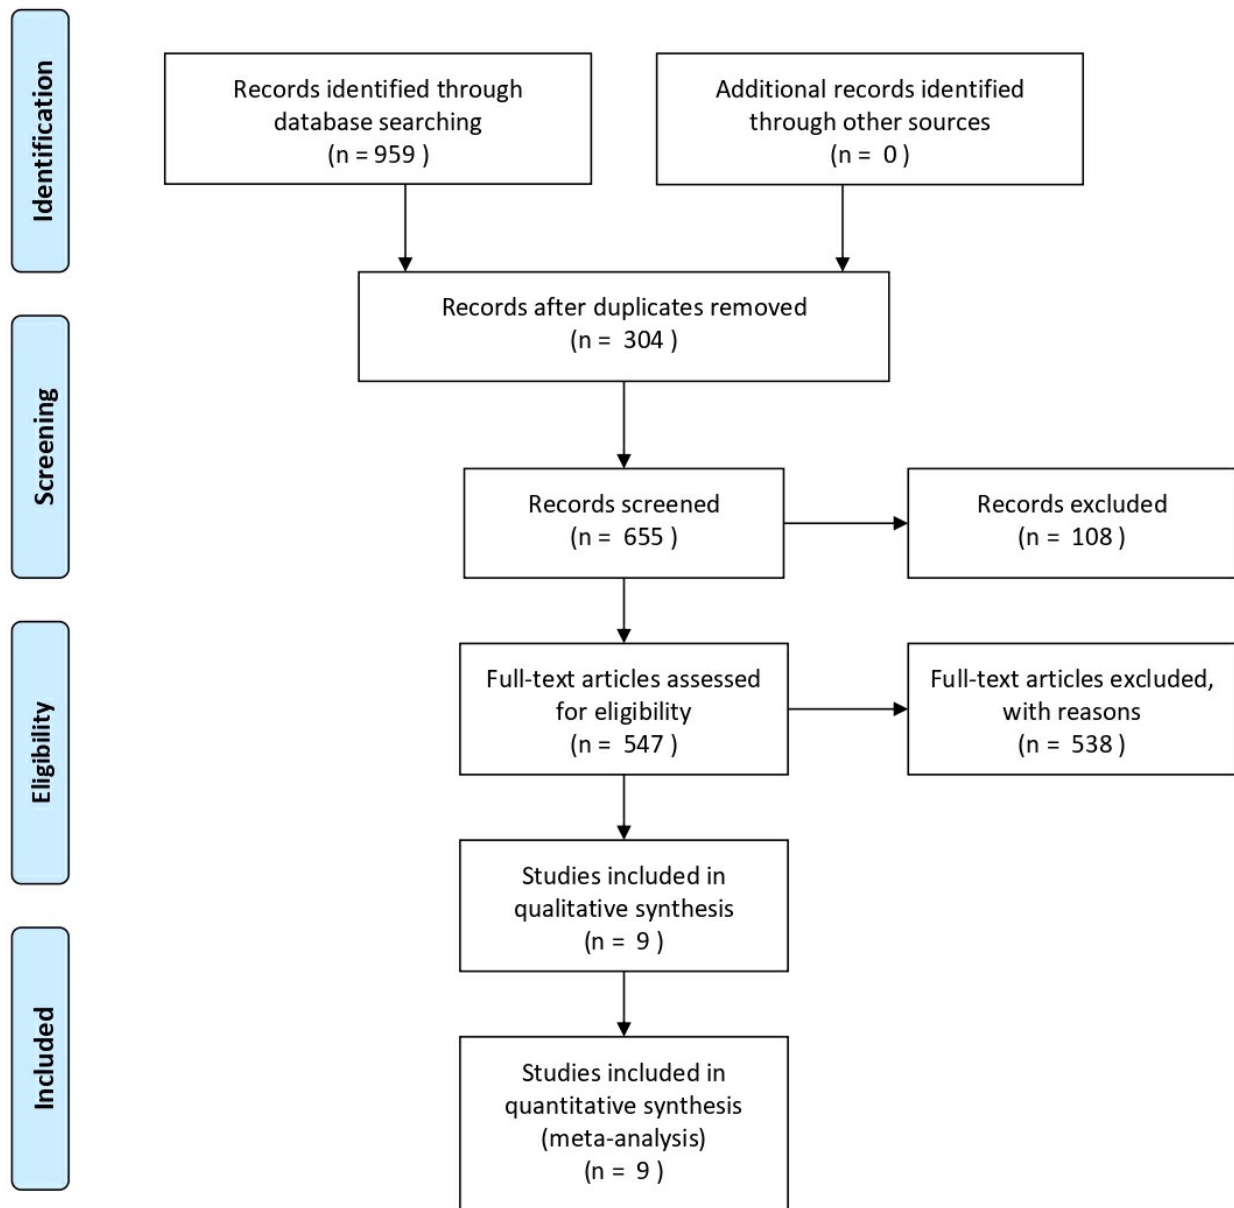 Identification
Records identified through
database searching
(n = 959 )
Additional records identified
through other sources
(n = 0 )
Records after duplicates removed
(n = 304 )
Screening
Records screened
(n = 655 )
Records excluded
(n = 108 )
Eligibility
Full-text articles assessed
for eligibility
(n = 547 )
Full-text articles excluded,
with reasons
(n = 538 )
Studies included in
qualitative synthesis
(n = 9 )
Included
Studies included in
quantitative synthesis
(meta-analysis)
(n = 9 )